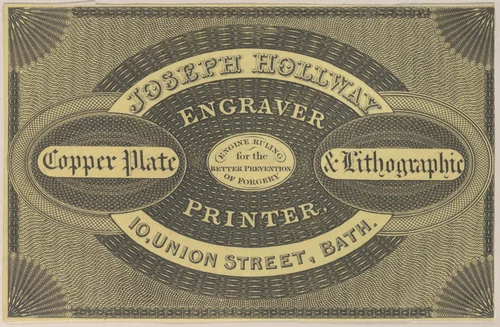 JOSEPH HOLLWAY
ENGRAVER
Copper Plate
ENGINE RULING
for the
BETTER PREVENTION
OF FORGERY
& Lithographic
PRINTER,
10, UNION STREET, BATH.